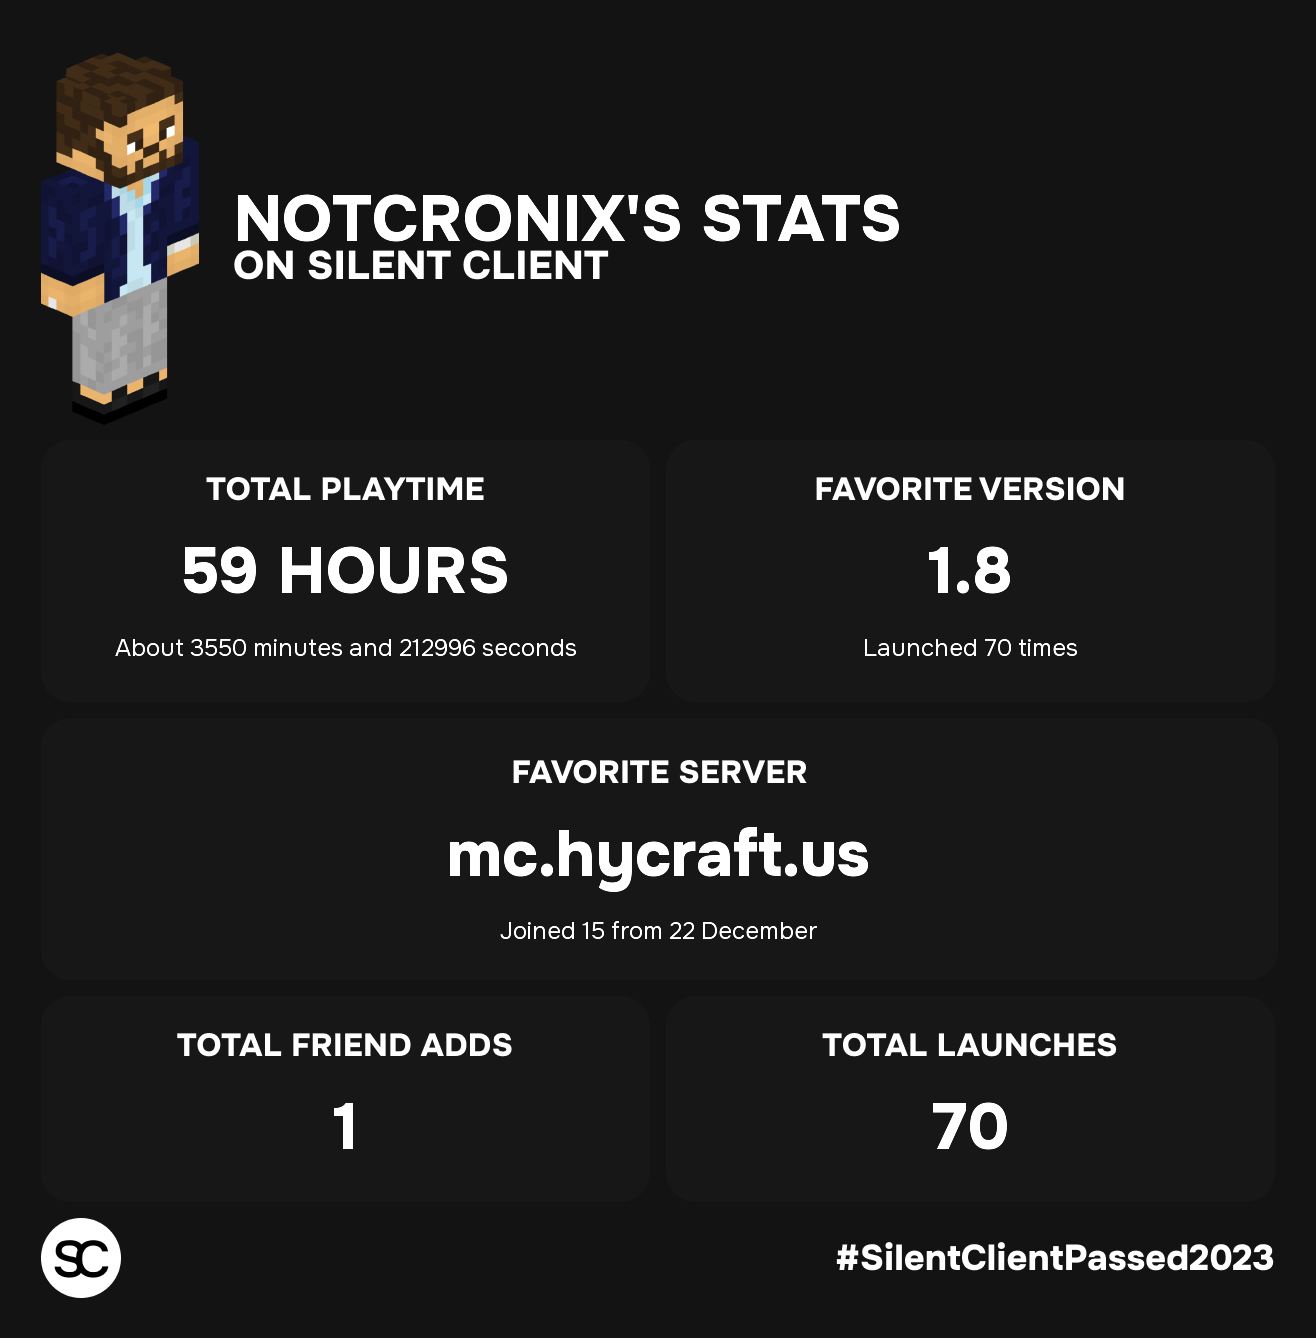 NOTCRONIX'S STATS
ON SILENT CLIENT
TOTAL PLAYTIME
59 HOURS
About 3550 minutes and 212996 seconds
FAVORITE VERSION
1.8
Launched 70 times
FAVORITE SERVER
mc.hycraft.us
Joined 15 from 22 December
TOTAL FRIEND ADDS
1
TOTAL LAUNCHES
70
SC
#SilentClientPassed2023